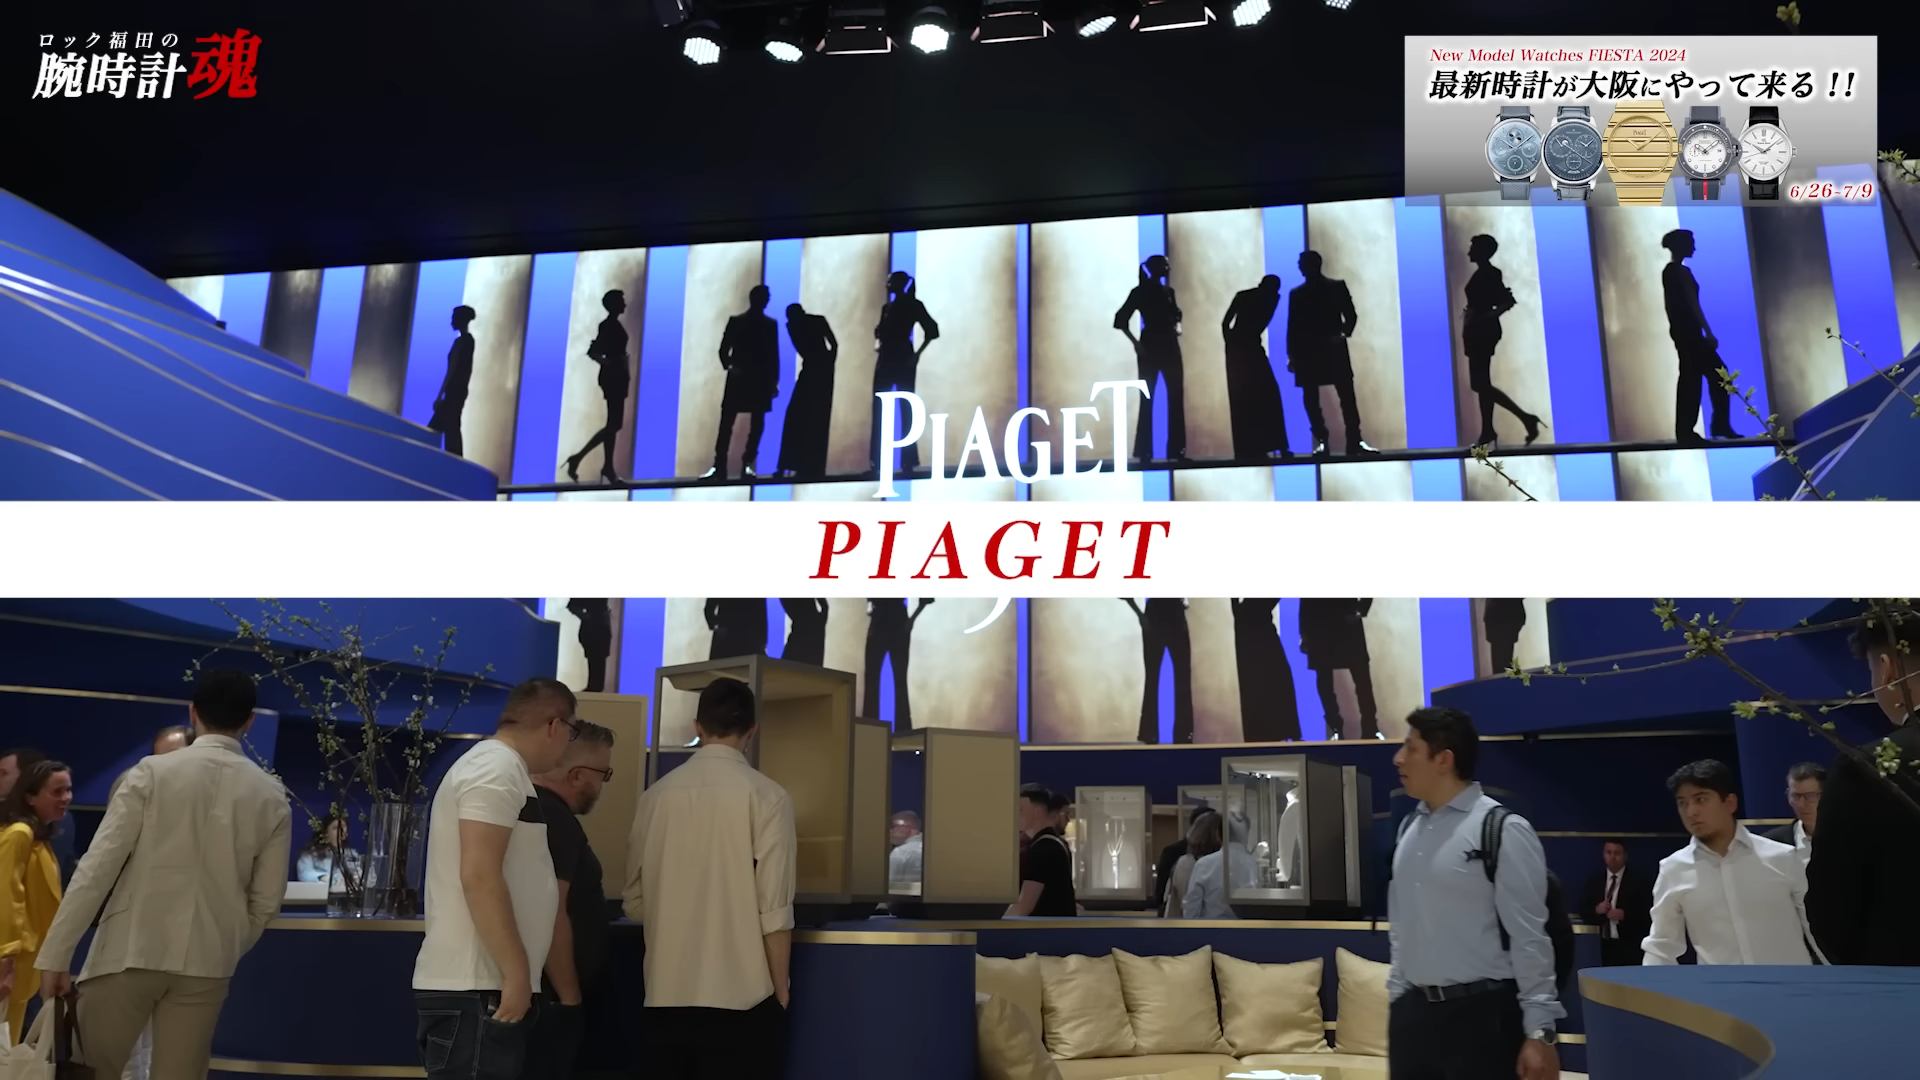 ロック福田の
腕時計魂
New Model Watches FIESTA 2024
最新時計が大阪にやって来る !!
6/26~7/9
PIAGET
PIAGET